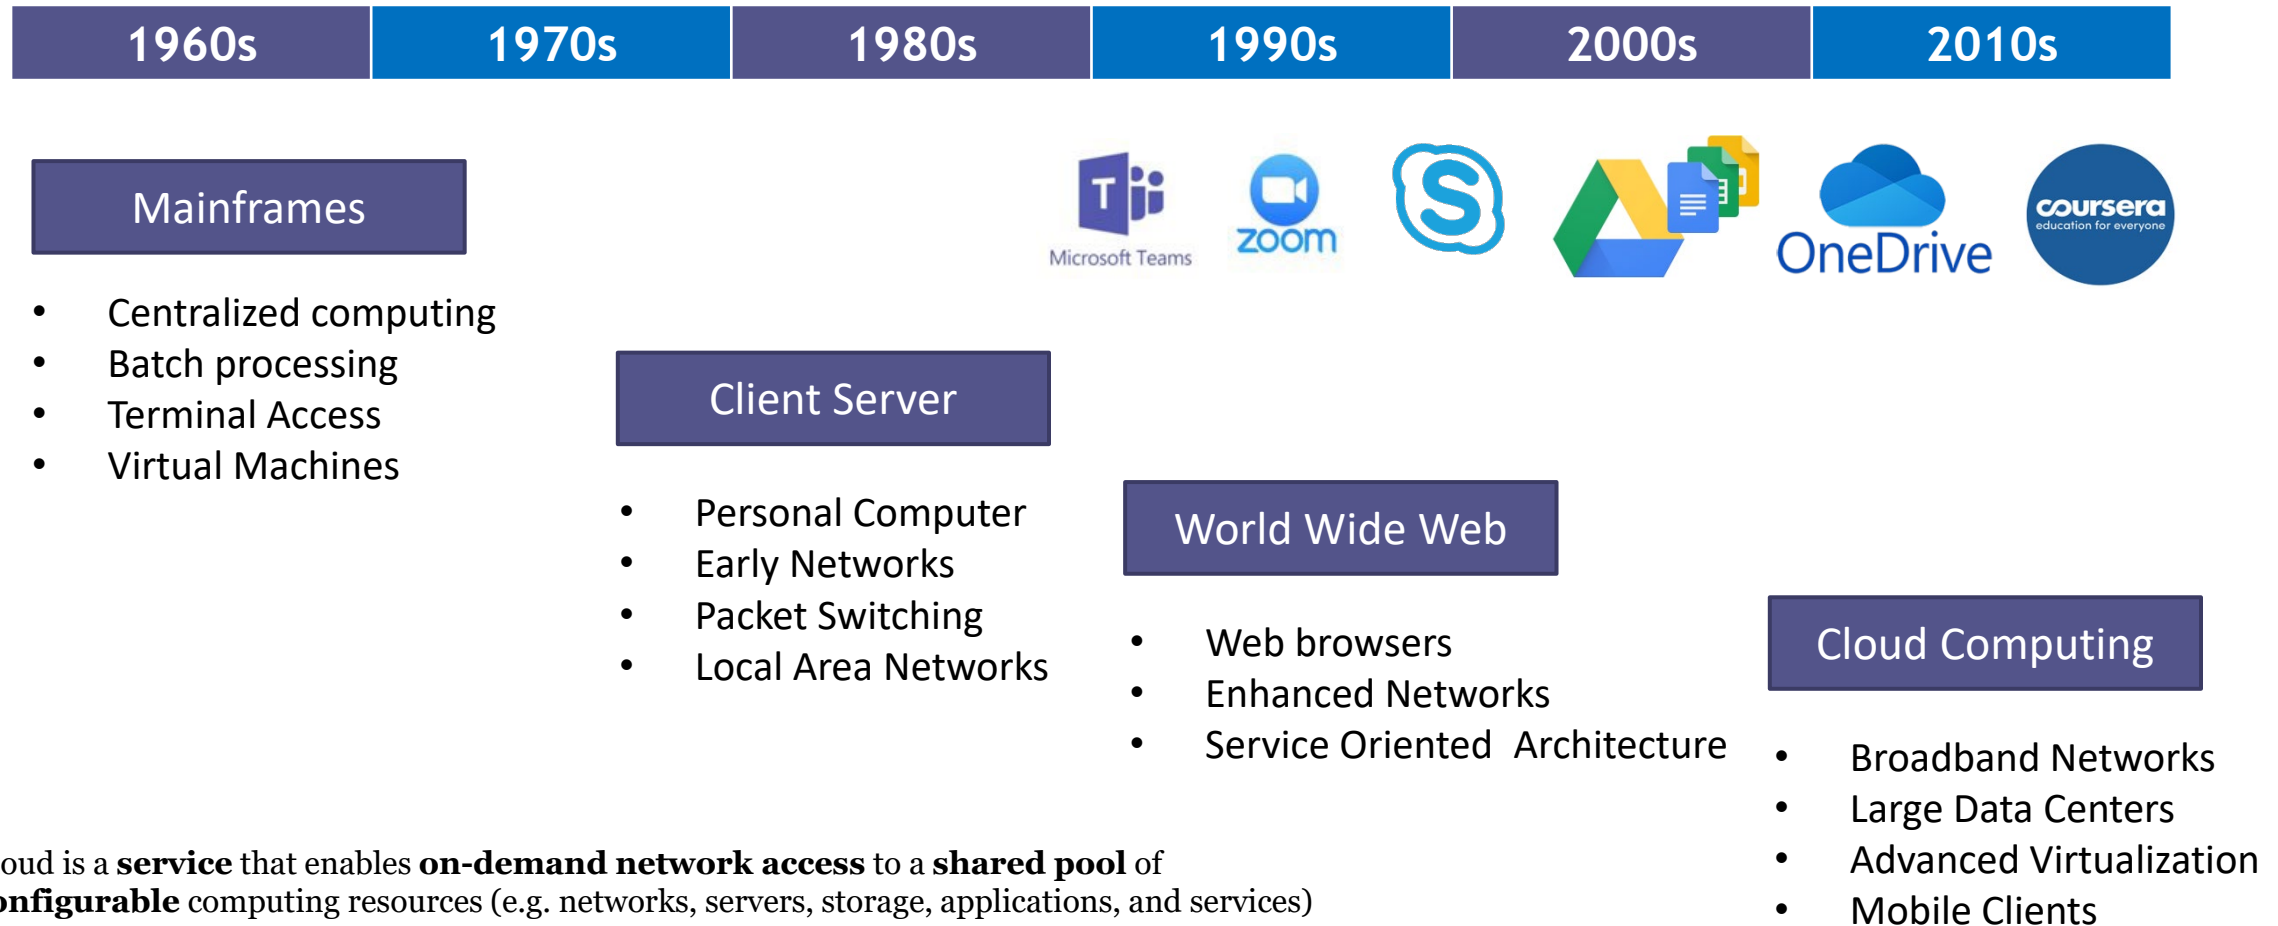 1960s 1970s 1980s 1990s 2000s 2010s
Mainframes
• Centralized computing
• Batch processing
• Terminal Access
• Virtual Machines
T
Microsoft Teams
zoom
S
OneDrive
coursera
education for everyone
Client Server
• Personal Computer
• Early Networks
• Packet Switching
• Local Area Networks
World Wide Web
• Web browsers
• Enhanced Networks
• Service Oriented Architecture
Cloud Computing
• Broadband Networks
• Large Data Centers
• Advanced Virtualization
• Mobile Clients
oud is a service that enables on-demand network access to a shared pool of
onfigurable computing resources (e.g. networks, servers, storage, applications, and services)